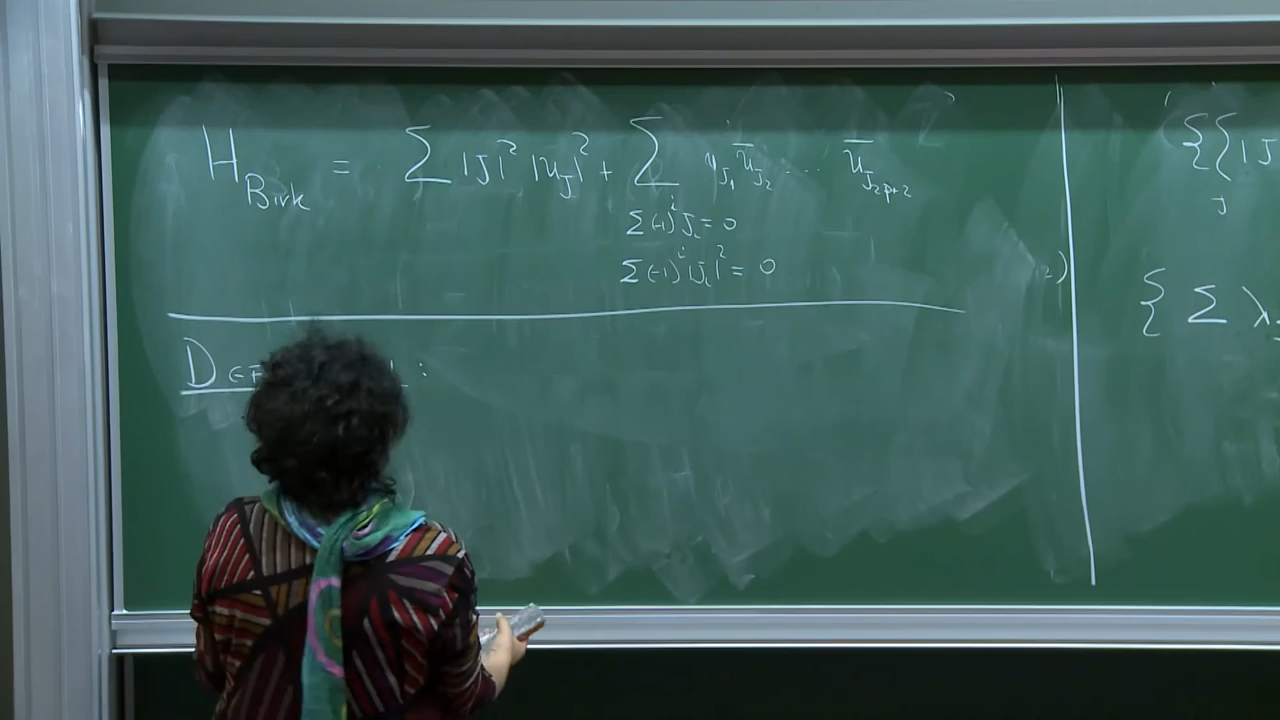 H_Birk = Σ |J|² |u_J|² + Σ u_{J_1} ū_{J_2} ... ū_{J_{2p+2}}
Σ(-1)^i J_i = 0
Σ(-1)^i |J_i|² = 0
{ { |J
J
{ Σ λ